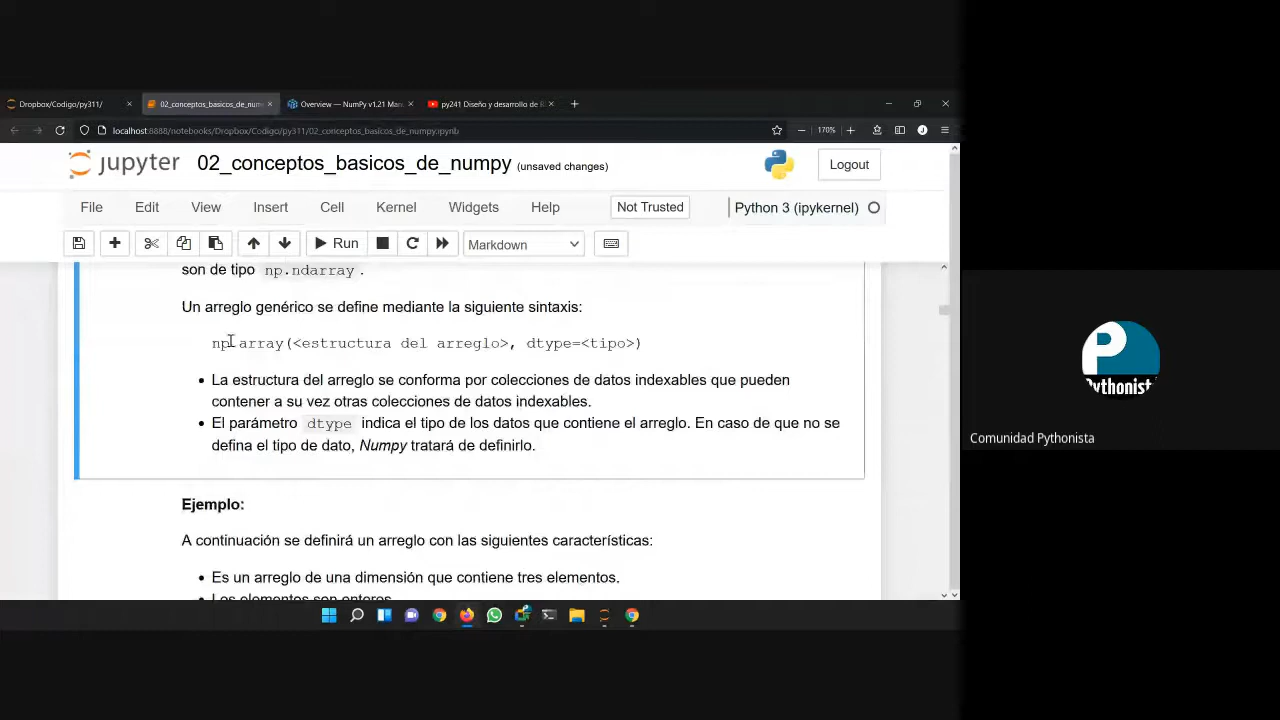 Dropbox/Codigo/py311/
02_conceptos_basicos_de_num
Overview — NumPy v1.21 Man
py241 Diseño y desarrollo de R
localhost:8888/notebooks/Dropbox/Codigo/py311/02_conceptos_basicos_de_numpy.ipynb
170%
jupyter 02_conceptos_basicos_de_numpy (unsaved changes)
Logout
File Edit View Insert Cell Kernel Widgets Help
Not Trusted
Python 3 (ipykernel)
Run
Markdown
son de tipo np.ndarray.
Un arreglo genérico se define mediante la siguiente sintaxis:
np.array(<estructura del arreglo>, dtype=<tipo>)
• La estructura del arreglo se conforma por colecciones de datos indexables que pueden
contener a su vez otras colecciones de datos indexables.
• El parámetro dtype indica el tipo de los datos que contiene el arreglo. En caso de que no se
defina el tipo de dato, Numpy tratará de definirlo.
Ejemplo:
A continuación se definirá un arreglo con las siguientes características:
• Es un arreglo de una dimensión que contiene tres elementos.
• Los elementos son enteros.
Pythonist
Comunidad Pythonista